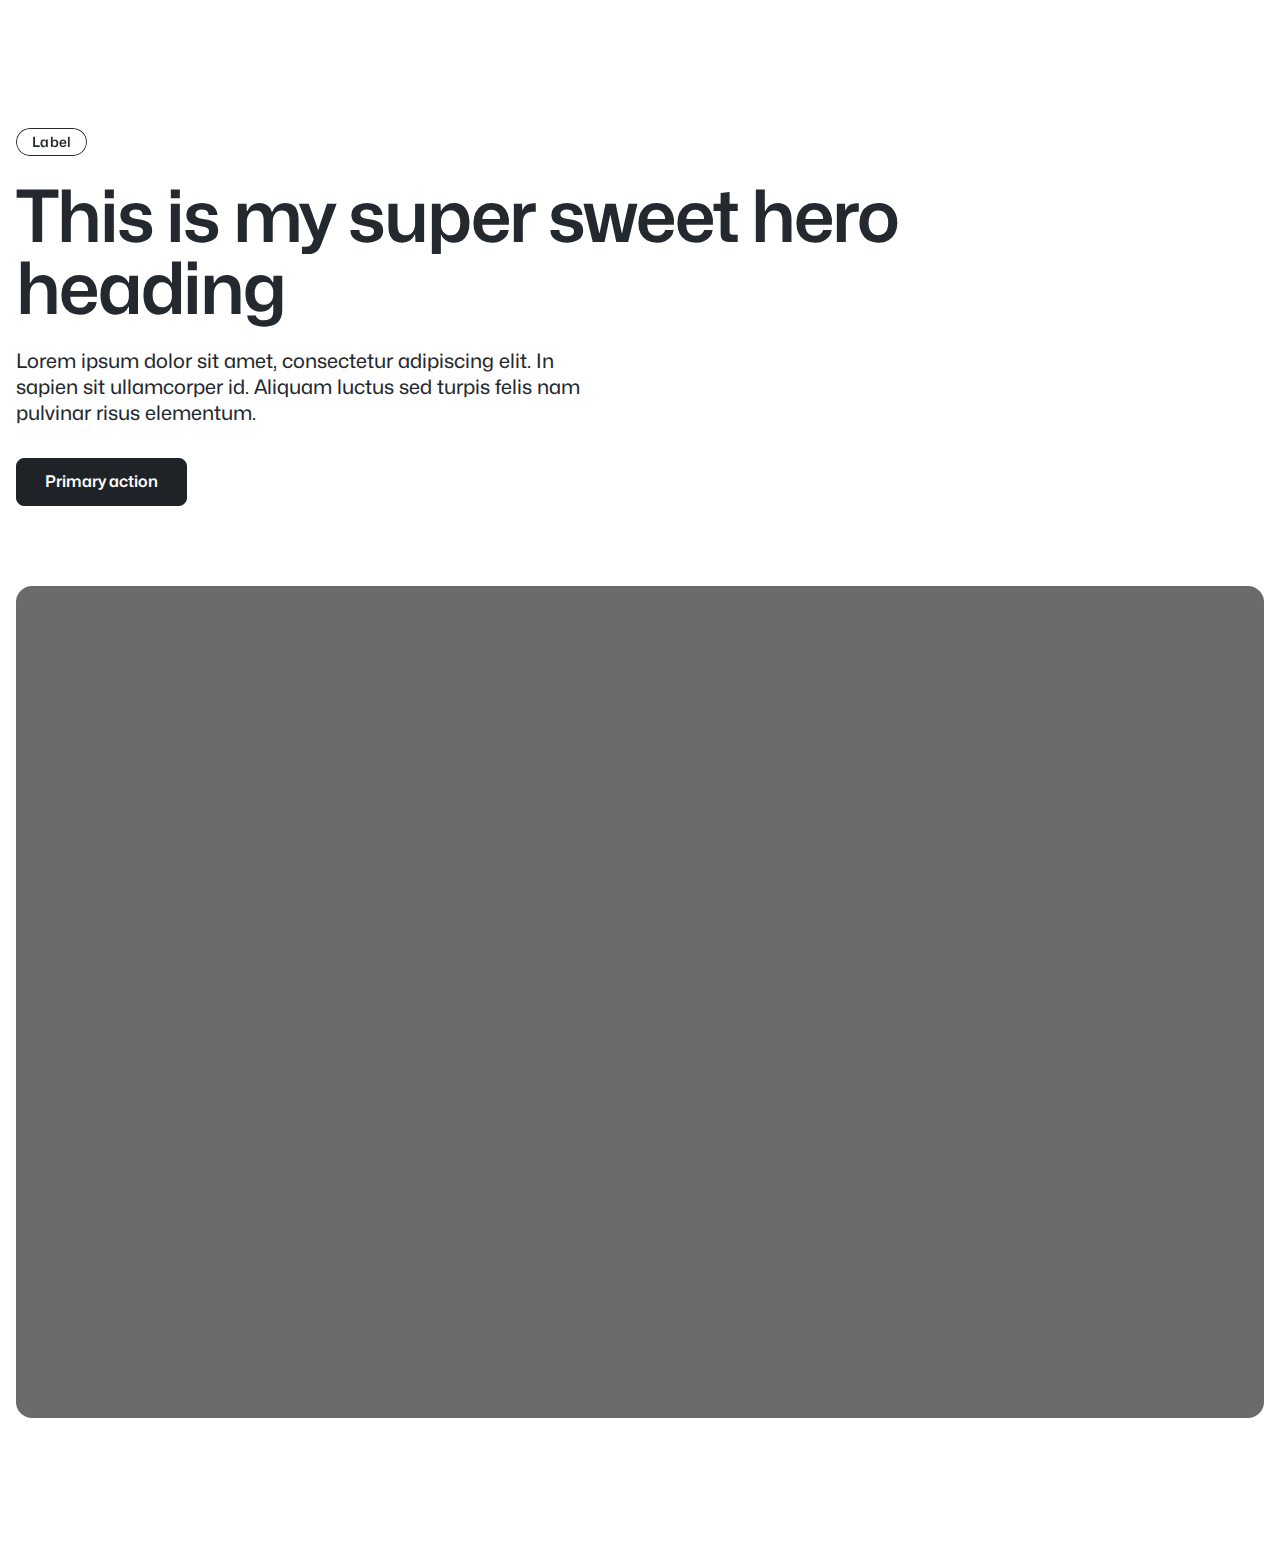 Label
This is my super sweet hero
heading
Lorem ipsum dolor sit amet, consectetur adipiscing elit. In
sapien sit ullamcorper id. Aliquam luctus sed turpis felis nam
pulvinar risus elementum.
Primary action